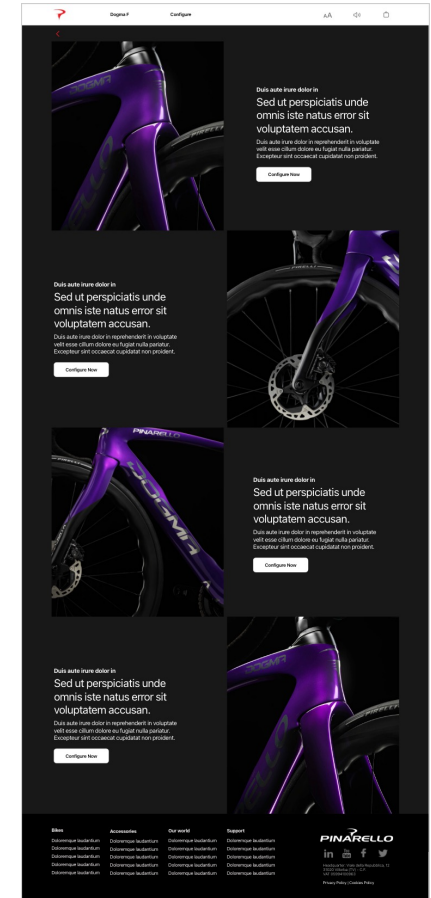 Dogma F
Configure
AA
DOGMA
PIRELLI
Duis aute irure dolor in
Sed ut perspiciatis unde
omnis iste natus error sit
voluptatem accusan.
Duis aute irure dolor in reprehenderit in voluptate
velit esse cillum dolore eu fugiat nulla pariatur.
Excepteur sint occaecat cupidatat non proident.
Configure Now
Duis aute irure dolor in
Sed ut perspiciatis unde
omnis iste natus error sit
voluptatem accusan.
Duis aute irure dolor in reprehenderit in voluptate
velit esse cillum dolore eu fugiat nulla pariatur.
Excepteur sint occaecat cupidatat non proident.
Configure Now
PINARELLO
DOGMA
Duis aute irure dolor in
Sed ut perspiciatis unde
omnis iste natus error sit
voluptatem accusan.
Duis aute irure dolor in reprehenderit in voluptate
velit esse cillum dolore eu fugiat nulla pariatur.
Excepteur sint occaecat cupidatat non proident.
Configure Now
Duis aute irure dolor in
Sed ut perspiciatis unde
omnis iste natus error sit
voluptatem accusan.
Duis aute irure dolor in reprehenderit in voluptate
velit esse cillum dolore eu fugiat nulla pariatur.
Excepteur sint occaecat cupidatat non proident.
Configure Now
DOGMA
PIRELLI
Bikes
Doloremque laudantium
Doloremque laudantium
Doloremque laudantium
Doloremque laudantium
Doloremque laudantium
Accessories
Doloremque laudantium
Doloremque laudantium
Doloremque laudantium
Doloremque laudantium
Doloremque laudantium
Our world
Doloremque laudantium
Doloremque laudantium
Doloremque laudantium
Doloremque laudantium
Doloremque laudantium
Support
Doloremque laudantium
Doloremque laudantium
Doloremque laudantium
Doloremque laudantium
Doloremque laudantium
PINARELLO
in
You
f
Privacy Policy | Cookies Policy